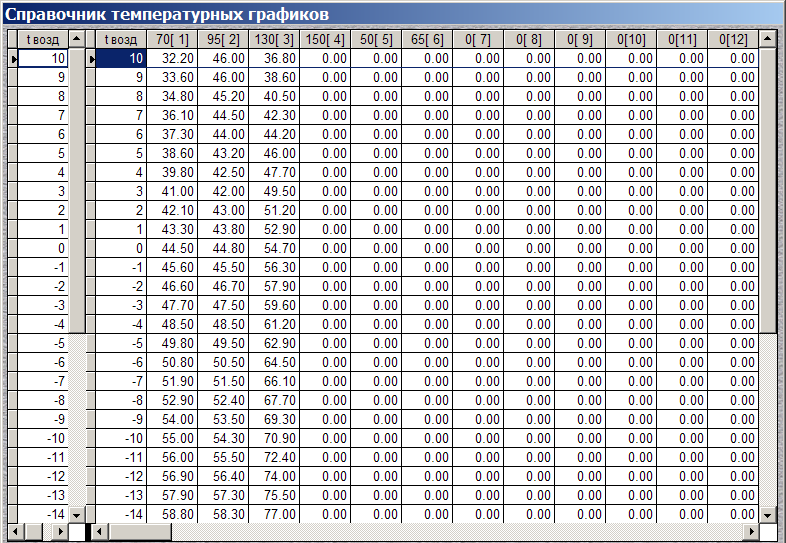 Справочник температурных графиков
t возд t возд 70[ 1] 95[ 2] 130[ 3] 150[ 4] 50[ 5] 65[ 6] 0[ 7] 0[ 8] 0[ 9] 0[10] 0[11] 0[12]
10 10 32.20 46.00 36.80 0.00 0.00 0.00 0.00 0.00 0.00 0.00 0.00 0.00
9 9 33.60 46.00 38.60 0.00 0.00 0.00 0.00 0.00 0.00 0.00 0.00 0.00
8 8 34.80 45.20 40.50 0.00 0.00 0.00 0.00 0.00 0.00 0.00 0.00 0.00
7 7 36.10 44.50 42.30 0.00 0.00 0.00 0.00 0.00 0.00 0.00 0.00 0.00
6 6 37.30 44.00 44.20 0.00 0.00 0.00 0.00 0.00 0.00 0.00 0.00 0.00
5 5 38.60 43.20 46.00 0.00 0.00 0.00 0.00 0.00 0.00 0.00 0.00 0.00
4 4 39.80 42.50 47.70 0.00 0.00 0.00 0.00 0.00 0.00 0.00 0.00 0.00
3 3 41.00 42.00 49.50 0.00 0.00 0.00 0.00 0.00 0.00 0.00 0.00 0.00
2 2 42.10 43.00 51.20 0.00 0.00 0.00 0.00 0.00 0.00 0.00 0.00 0.00
1 1 43.30 43.80 52.90 0.00 0.00 0.00 0.00 0.00 0.00 0.00 0.00 0.00
0 0 44.50 44.80 54.70 0.00 0.00 0.00 0.00 0.00 0.00 0.00 0.00 0.00
-1 -1 45.60 45.50 56.30 0.00 0.00 0.00 0.00 0.00 0.00 0.00 0.00 0.00
-2 -2 46.60 46.70 57.90 0.00 0.00 0.00 0.00 0.00 0.00 0.00 0.00 0.00
-3 -3 47.70 47.50 59.60 0.00 0.00 0.00 0.00 0.00 0.00 0.00 0.00 0.00
-4 -4 48.50 48.50 61.20 0.00 0.00 0.00 0.00 0.00 0.00 0.00 0.00 0.00
-5 -5 49.80 49.50 62.90 0.00 0.00 0.00 0.00 0.00 0.00 0.00 0.00 0.00
-6 -6 50.80 50.50 64.50 0.00 0.00 0.00 0.00 0.00 0.00 0.00 0.00 0.00
-7 -7 51.90 51.50 66.10 0.00 0.00 0.00 0.00 0.00 0.00 0.00 0.00 0.00
-8 -8 52.90 52.40 67.70 0.00 0.00 0.00 0.00 0.00 0.00 0.00 0.00 0.00
-9 -9 54.00 53.50 69.30 0.00 0.00 0.00 0.00 0.00 0.00 0.00 0.00 0.00
-10 -10 55.00 54.30 70.90 0.00 0.00 0.00 0.00 0.00 0.00 0.00 0.00 0.00
-11 -11 56.00 55.50 72.40 0.00 0.00 0.00 0.00 0.00 0.00 0.00 0.00 0.00
-12 -12 56.90 56.40 74.00 0.00 0.00 0.00 0.00 0.00 0.00 0.00 0.00 0.00
-13 -13 57.90 57.30 75.50 0.00 0.00 0.00 0.00 0.00 0.00 0.00 0.00 0.00
-14 -14 58.80 58.30 77.00 0.00 0.00 0.00 0.00 0.00 0.00 0.00 0.00 0.00